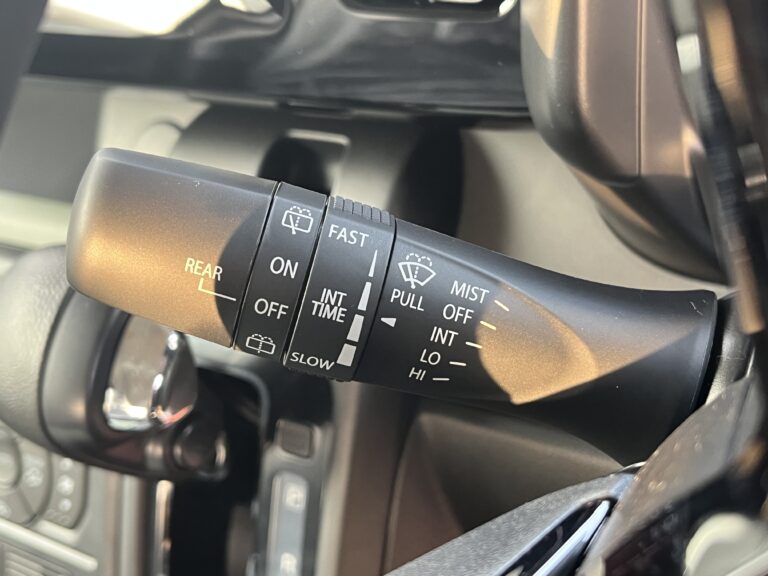 REAR
ON
OFF
FAST
INT
TIME
SLOW
PULL
MIST
OFF
INT
LO
HI